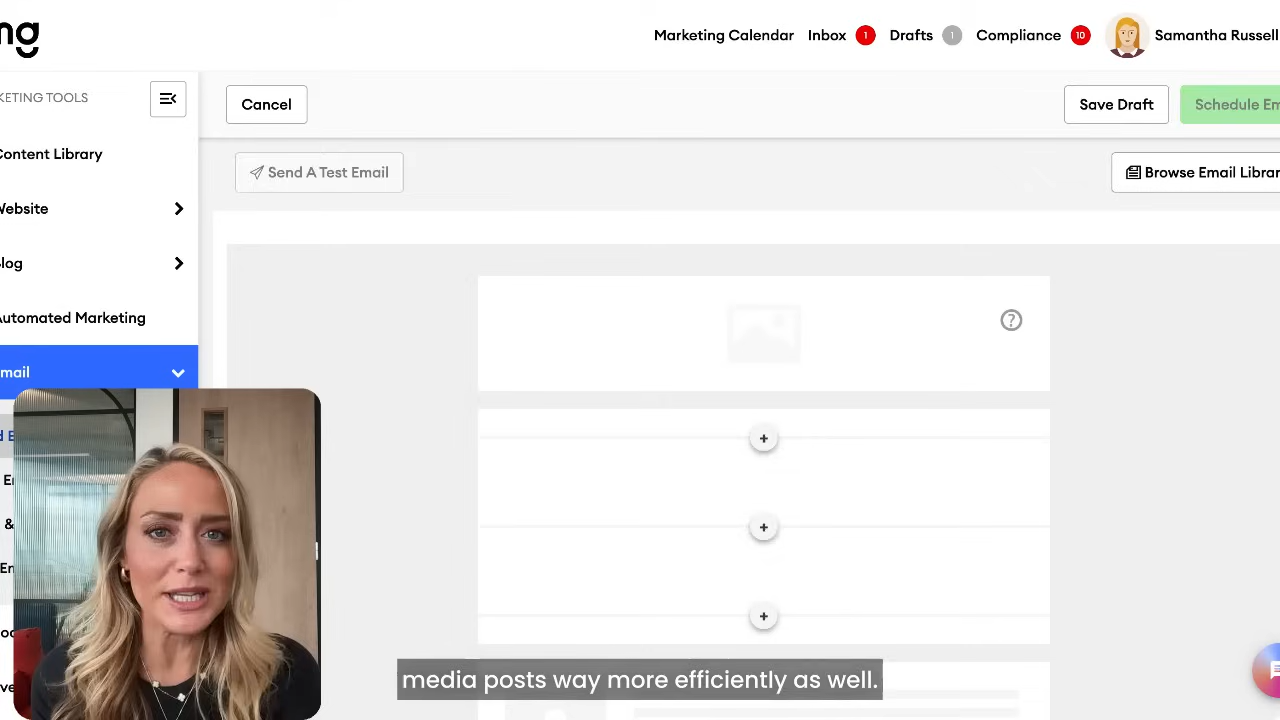 ng
Marketing Calendar
Inbox
1
Drafts
1
Compliance
10
Samantha Russell
KETING TOOLS
Cancel
Save Draft
Schedule Em
Content Library
Send A Test Email
Browse Email Librar
Website
log
Automated Marketing
mail
?
+
+
+
media posts way more efficiently as well.